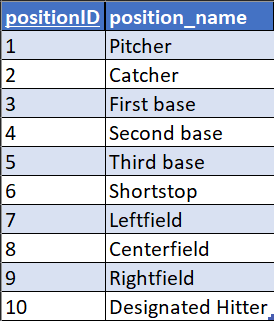 positionID position_name
1 Pitcher
2 Catcher
3 First base
4 Second base
5 Third base
6 Shortstop
7 Leftfield
8 Centerfield
9 Rightfield
10 Designated Hitter